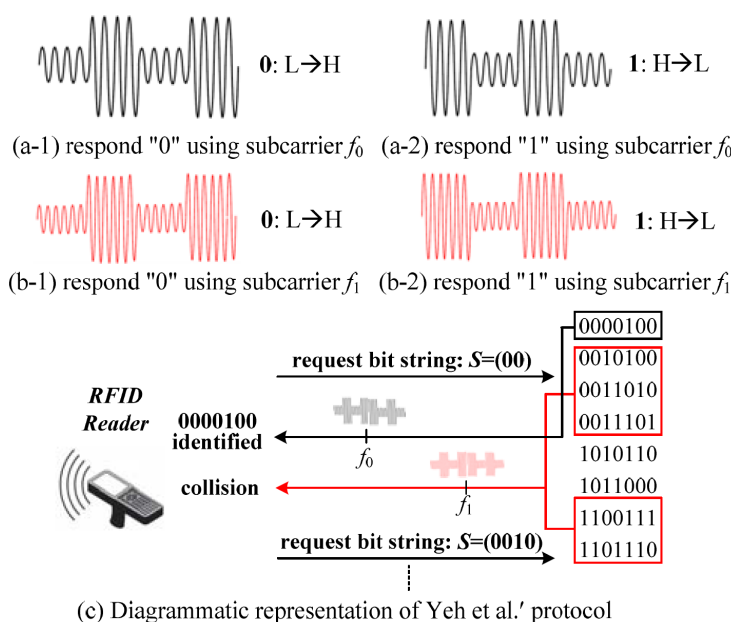 0: L→H
1: H→L
(a-1) respond "0" using subcarrier f0
(a-2) respond "1" using subcarrier f0
0: L→H
1: H→L
(b-1) respond "0" using subcarrier f1
(b-2) respond "1" using subcarrier f1
0000100
request bit string: S=(00)
0010100
0011010
0011101
RFID
Reader
0000100
identified
f0
1010110
collision
f1
1011000
1100111
request bit string: S=(0010)
1101110
(c) Diagrammatic representation of Yeh et al.′ protocol